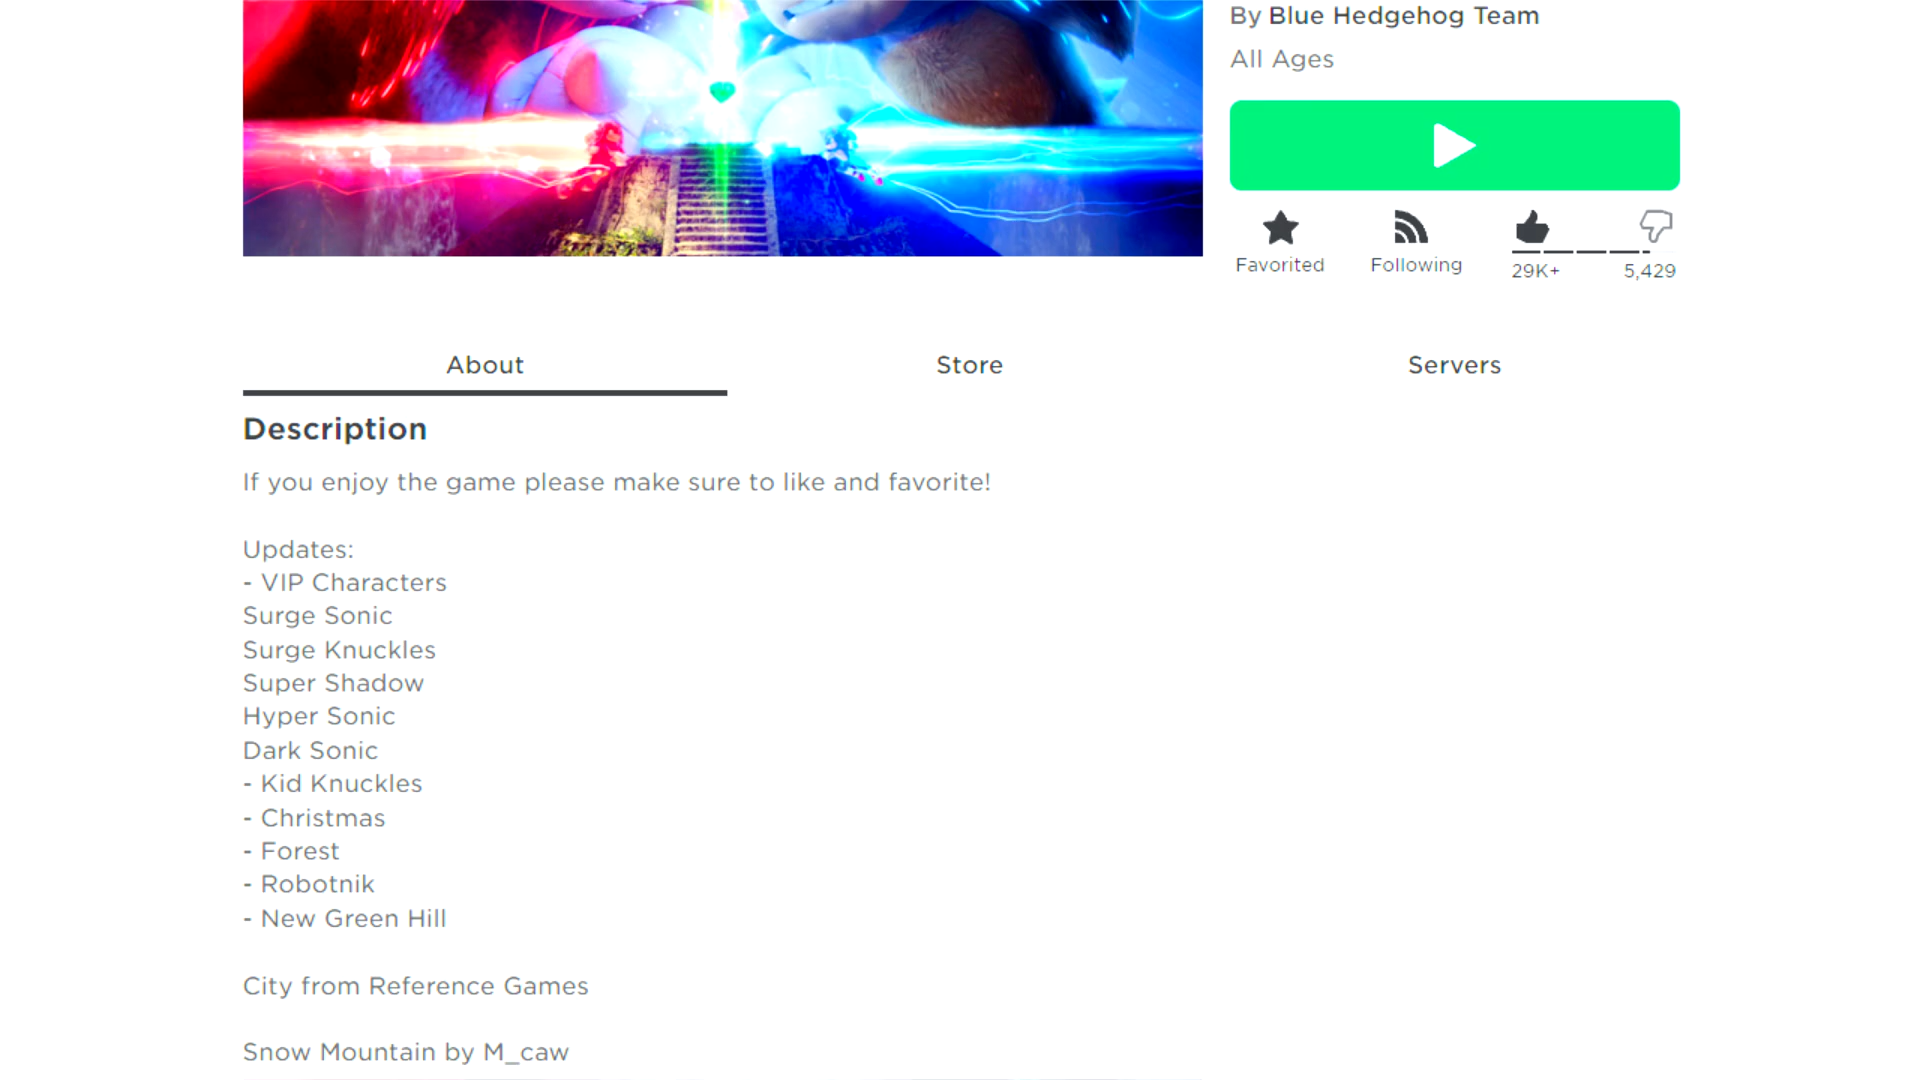 By Blue Hedgehog Team
All Ages
Favorited
Following
29K+
5,429
About
Store
Servers
Description
If you enjoy the game please make sure to like and favorite!
Updates:
- VIP Characters
Surge Sonic
Surge Knuckles
Super Shadow
Hyper Sonic
Dark Sonic
- Kid Knuckles
- Christmas
- Forest
- Robotnik
- New Green Hill
City from Reference Games
Snow Mountain by M_caw